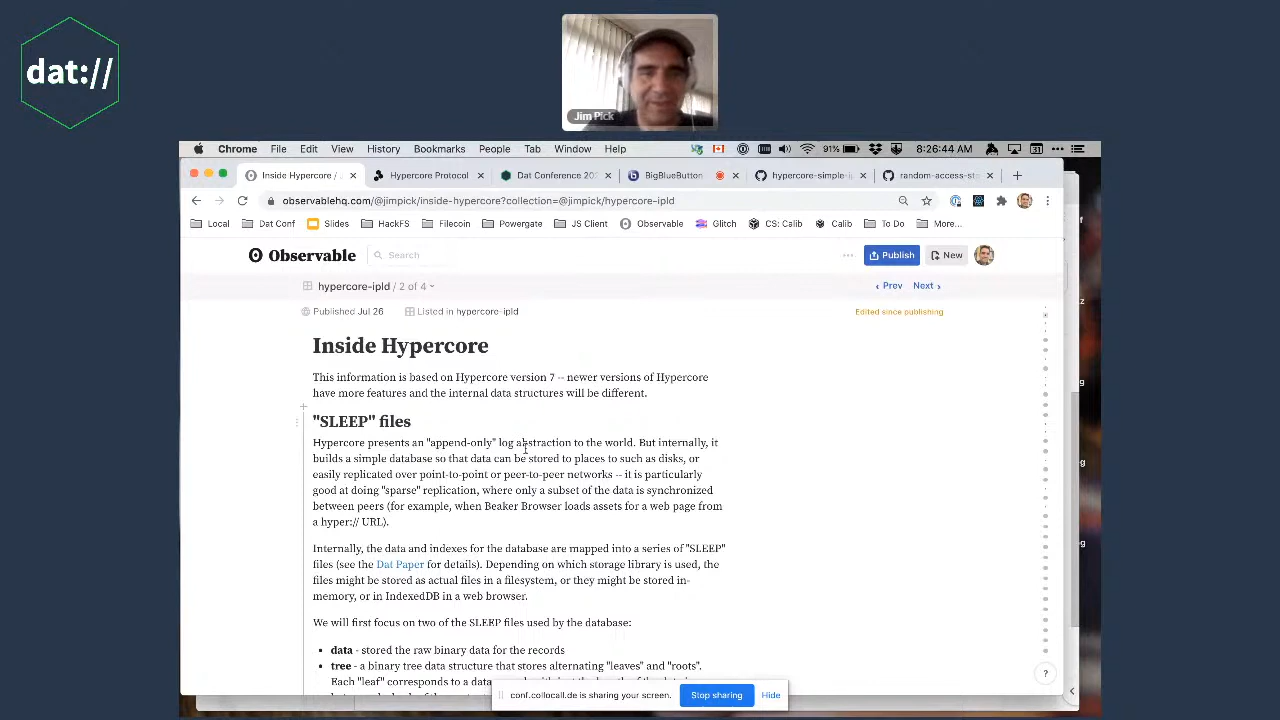 dat://
Jim Pick
Chrome File Edit View History Bookmarks People Tab Window Help 91% 8:26:44 AM
Inside Hypercore / Hypercore Protocol Dat Conference 202 BigBlueButton hypercore-simple-i random-access-st
observablehq.com/@jimpick/inside-hypercore?collection=@jimpick/hypercore-ipld
Local Dat Conf Slides HackFS Filecoin Powergate JS Client Observable Glitch CS: Calib Calib To Do More...
Observable Search Publish New
hypercore-ipld / 2 of 4 Prev Next
Published Jul 26 Listed in hypercore-ipld Edited since publishing
Inside Hypercore
This information is based on Hypercore version 7 -- newer versions of Hypercore
have more features and the internal data structures will be different.
"SLEEP" files
Hypercore presents an "append-only" log abstraction to the world. But internally, it
builds a simple database so that data can be stored to places to such as disks, or
easily replicated over point-to-point or peer-to-peer networks -- it is particularly
good at doing "sparse" replication, where only a subset of the data is synchronized
between peers (for example, when Beaker Browser loads assets for a web page from
a hyper:// URL).
Internally, the data and indexes for the database are mapped into a series of "SLEEP"
files (see the Dat Paper for details). Depending on which storage library is used, the
files might be stored as actual files in a filesystem, or they might be stored in-
memory, or in IndexedDB in a web browser.
We will first focus on two of the SLEEP files used by the database:
• data - stored the raw binary data for the records
• tree - a binary tree data structure that stores alternating "leaves" and "roots".
Each "leaf" corresponds to a data
conf.collocall.de is sharing your screen. Stop sharing Hide